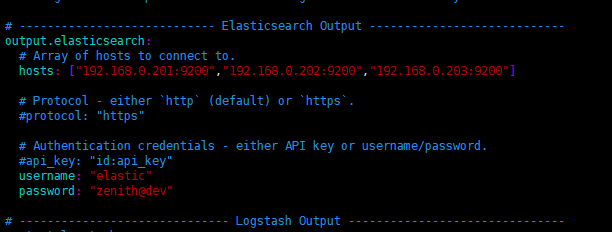 # ---------------------------- Elasticsearch Output ----------------------------
output.elasticsearch:
# Array of hosts to connect to.
hosts: ["192.168.0.201:9200","192.168.0.202:9200","192.168.0.203:9200"]
# Protocol - either `http` (default) or `https`.
#protocol: "https"
# Authentication credentials - either API key or username/password.
#api_key: "id:api_key"
username: "elastic"
password: "zenith@dev"
# ------------------------------ Logstash Output -------------------------------